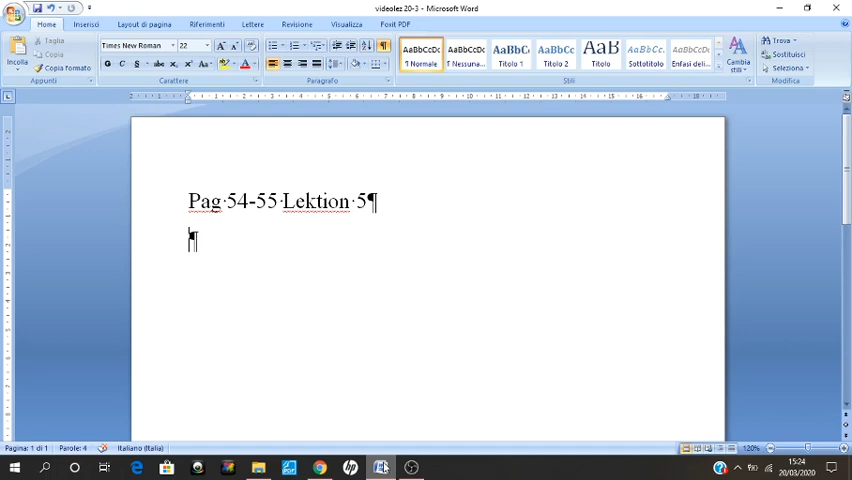 videolez 20-3 - Microsoft Word
Home Inserisci Layout di pagina Riferimenti Lettere Revisione Visualizza Foxit PDF
Incolla
Taglia
Copia
Copia formato
Appunti
Times New Roman 22
Carattere
Paragrafo
AaBbCcDc AaBbCcDc AaBbC AaBbCc AaB AaBbCc. AaBbCcDc
¶ Normale ¶ Nessuna... Titolo 1 Titolo 2 Titolo Sottotitolo Enfasi deli...
Cambia stili
Stili
Trova
Sostituisci
Seleziona
Modifica
Pag·54-55·Lektion·5¶
¶
Pagina: 1 di 1 Parole: 4 Italiano (Italia) 120%
15:24
20/03/2020